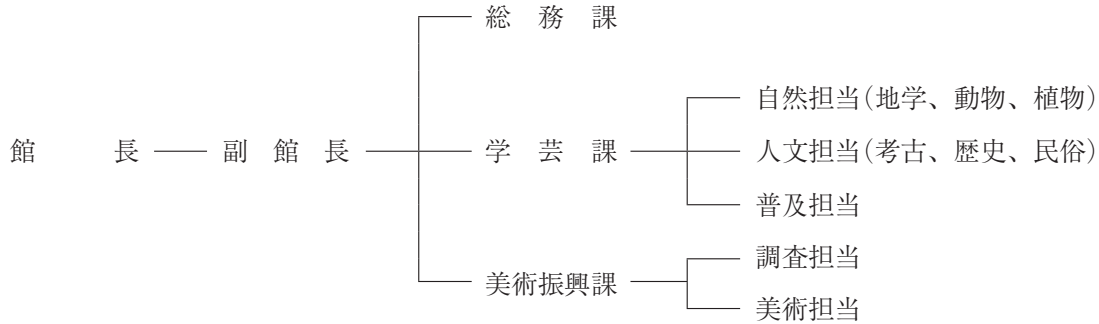 総務課
自然担当（地学、動物、植物）
館長 副館長 学芸課 人文担当（考古、歴史、民俗）
普及担当
調査担当
美術振興課
美術担当